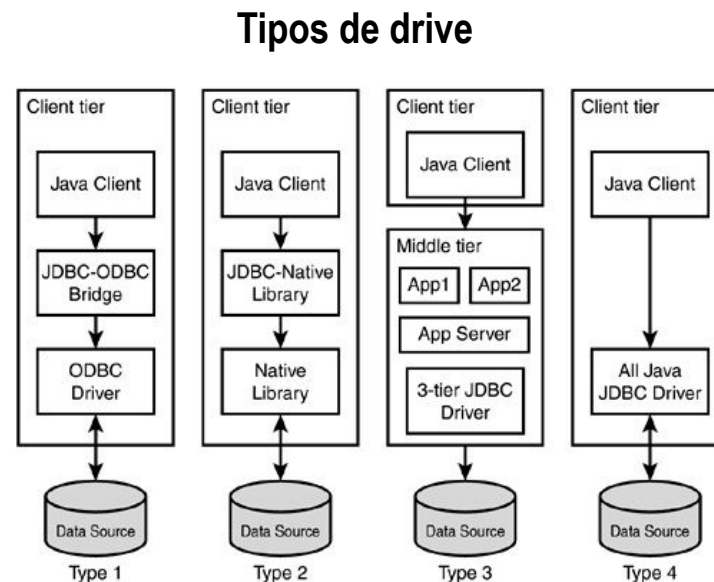 Tipos de drive
Client tier
Java Client
JDBC-ODBC
Bridge
ODBC
Driver
Data Source
Type 1
Client tier
Java Client
JDBC-Native
Library
Native
Library
Data Source
Type 2
Client tier
Java Client
Middle tier
App1
App2
App Server
3-tier JDBC
Driver
Data Source
Type 3
Client tier
Java Client
All Java
JDBC Driver
Data Source
Type 4